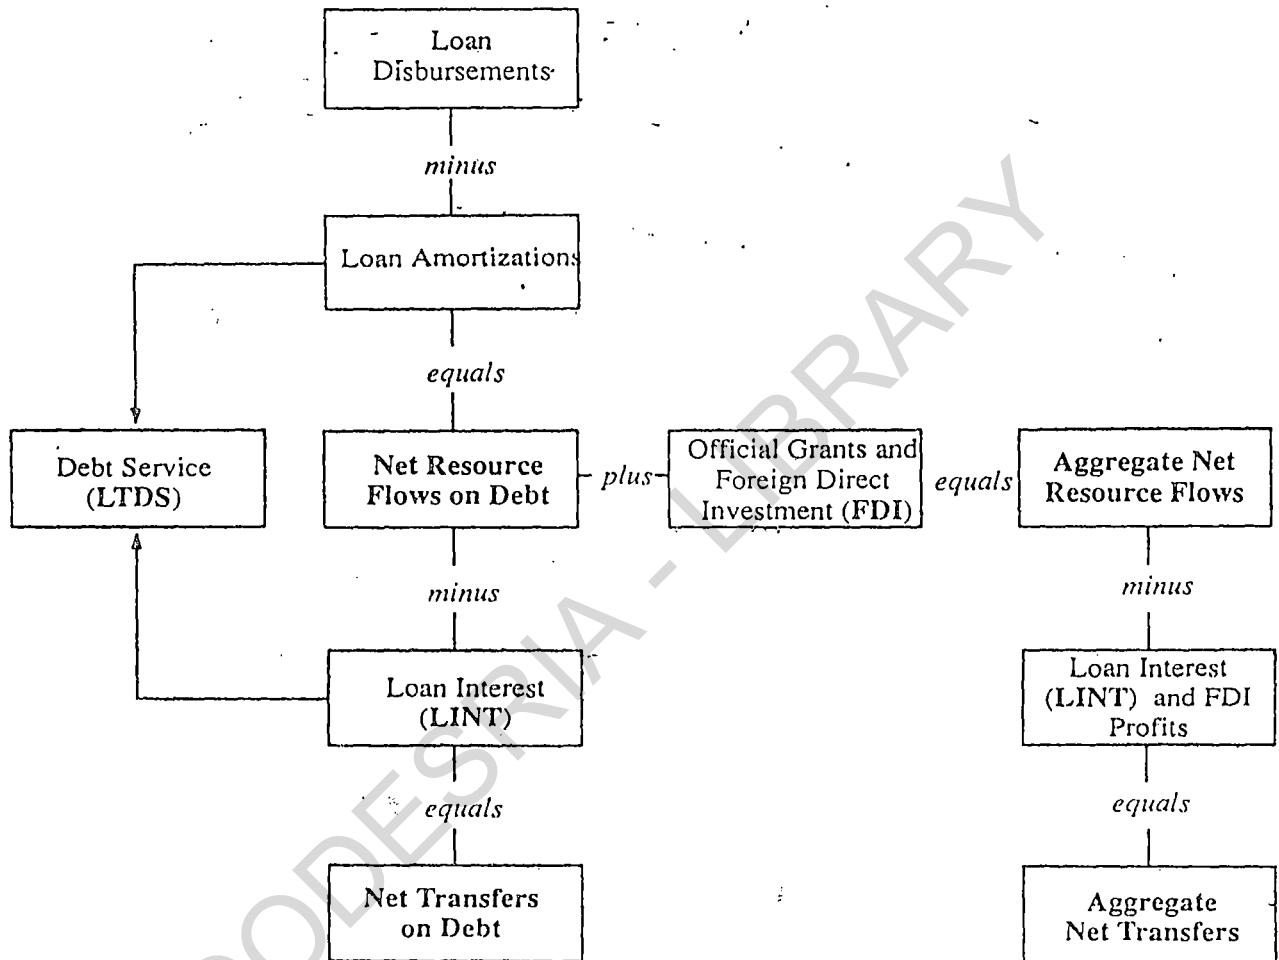 Loan
Disbursements
minus
Loan Amortizations
equals
Debt Service
(LTDS)
Net Resource
Flows on Debt
plus
Official Grants and
Foreign Direct
Investment (FDI)
equals
Aggregate Net
Resource Flows
minus
minus
Loan Interest
(LINT)
Loan Interest
(LINT) and FDI
Profits
equals
equals
Net Transfers
on Debt
Aggregate
Net Transfers
ODESRIA - LIBRARY